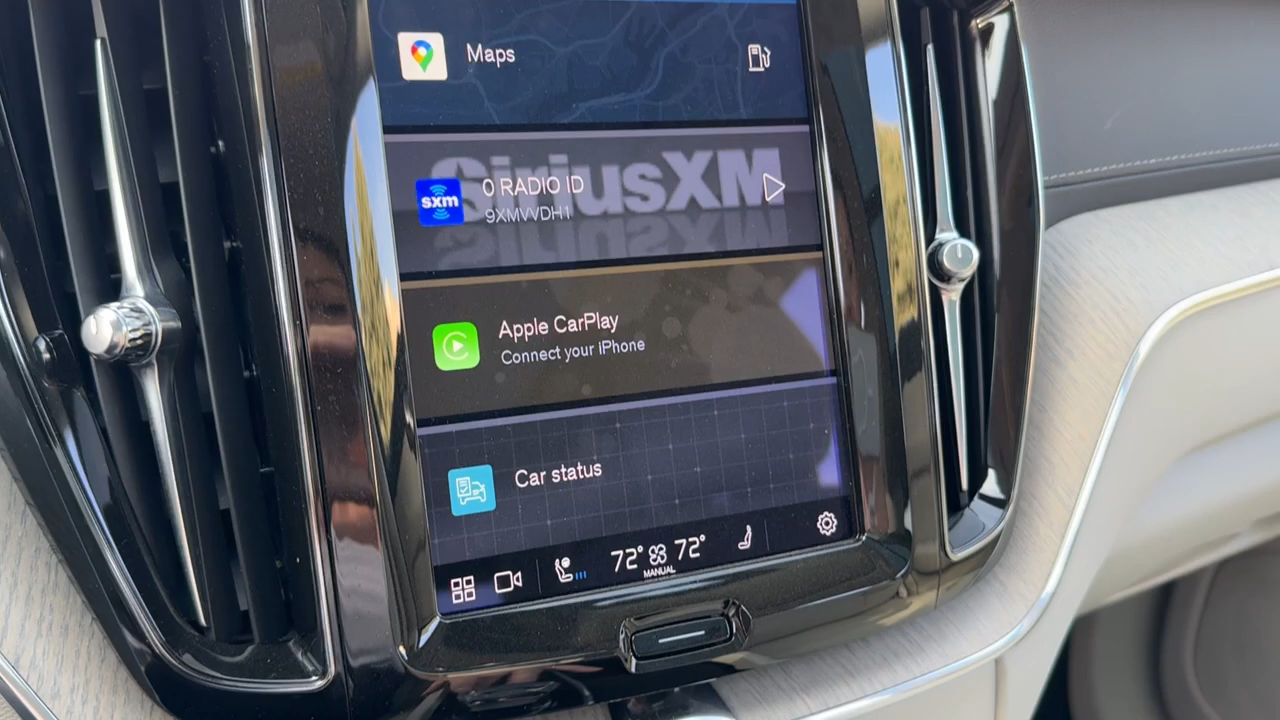 Maps
SiriusXM
sxm
0 RADIO ID
9XMVVDH1
Apple CarPlay
Connect your iPhone
Car status
72° 72°
MANUAL